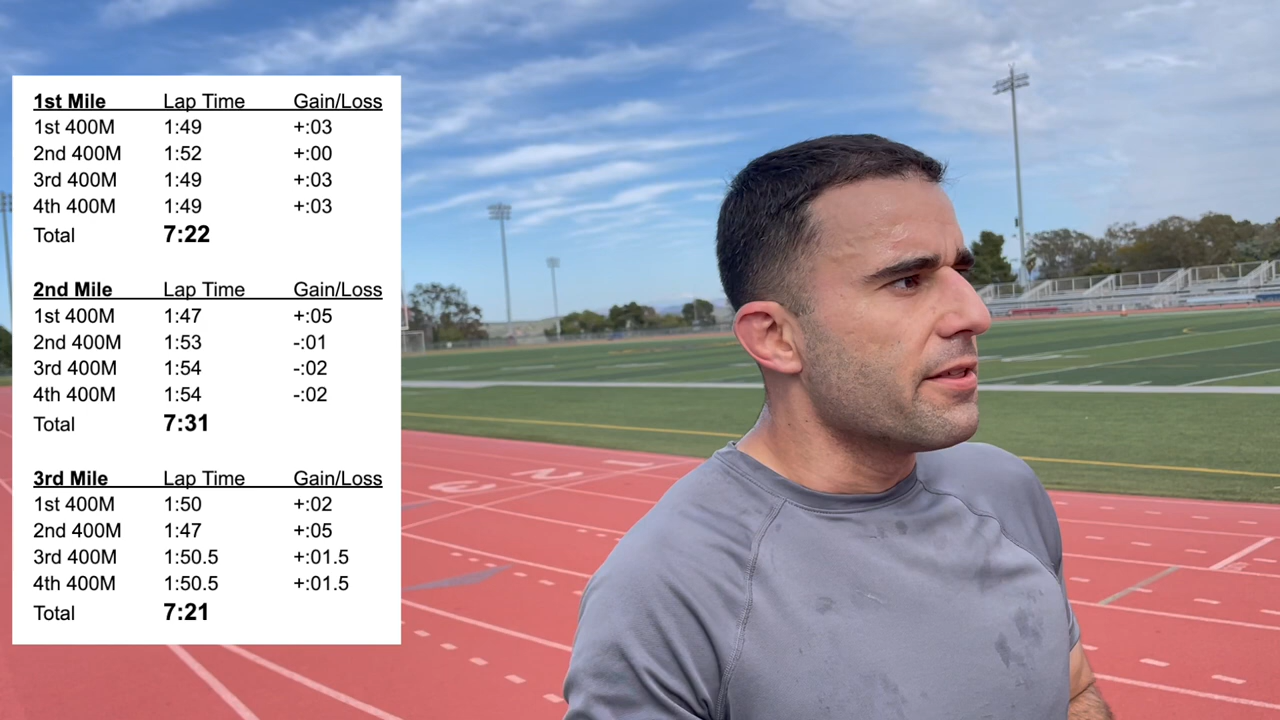 1st Mile Lap Time Gain/Loss
1st 400M 1:49 +:03
2nd 400M 1:52 +:00
3rd 400M 1:49 +:03
4th 400M 1:49 +:03
Total 7:22
2nd Mile Lap Time Gain/Loss
1st 400M 1:47 +:05
2nd 400M 1:53 -:01
3rd 400M 1:54 -:02
4th 400M 1:54 -:02
Total 7:31
3rd Mile Lap Time Gain/Loss
1st 400M 1:50 +:02
2nd 400M 1:47 +:05
3rd 400M 1:50.5 +:01.5
4th 400M 1:50.5 +:01.5
Total 7:21